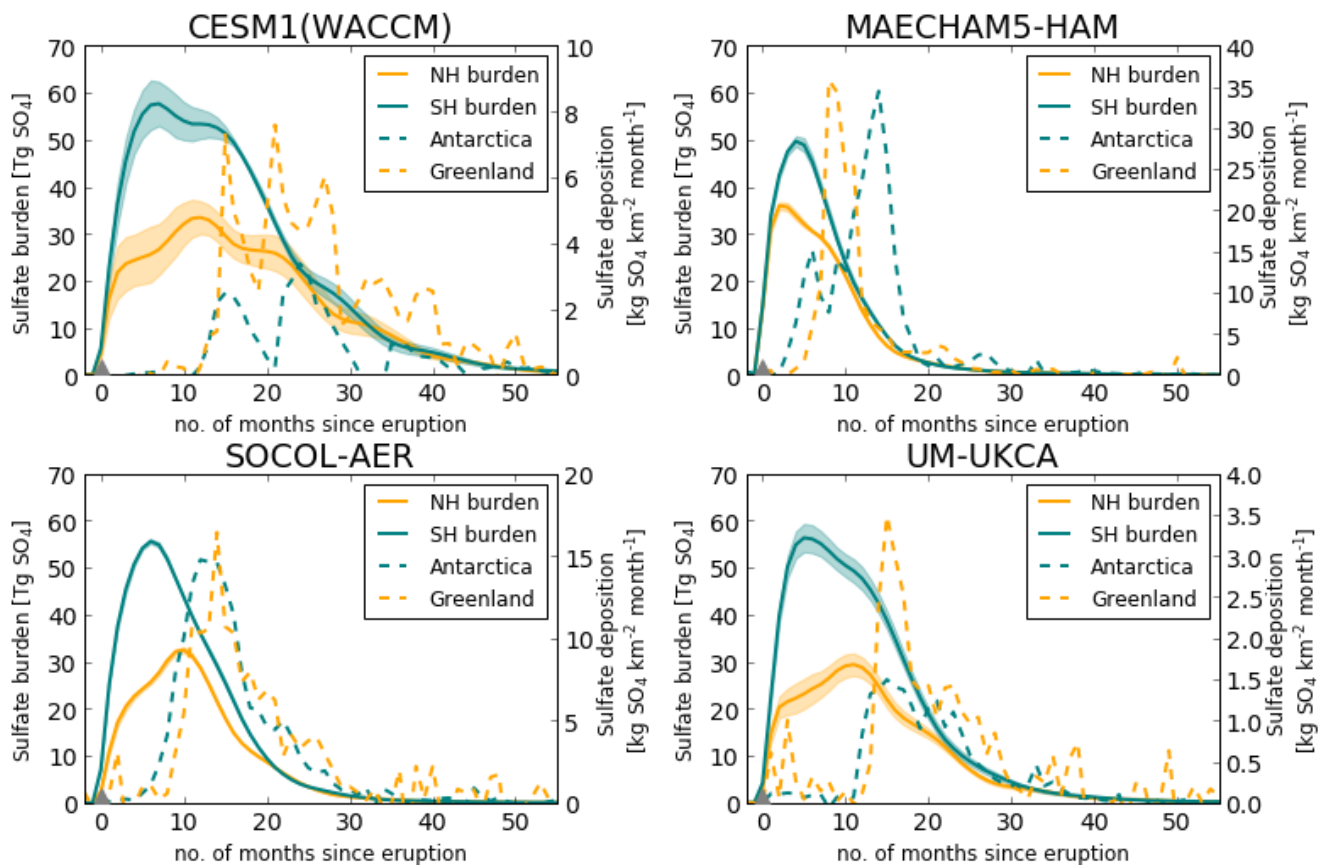 CESM1(WACCM)
70
60
50
40
30
20
10
0
Sulfate burden [Tg SO4]
10
8
6
4
2
0
Sulfate deposition
[kg SO4 km-2 month-1]
NH burden
SH burden
Antarctica
Greenland
0 10 20 30 40 50
no. of months since eruption
MAECHAM5-HAM
70
60
50
40
30
20
10
0
Sulfate burden [Tg SO4]
40
35
30
25
20
15
10
5
0
Sulfate deposition
[kg SO4 km-2 month-1]
NH burden
SH burden
Antarctica
Greenland
0 10 20 30 40 50
no. of months since eruption
SOCOL-AER
70
60
50
40
30
20
10
0
Sulfate burden [Tg SO4]
20
15
10
5
0
Sulfate deposition
[kg SO4 km-2 month-1]
NH burden
SH burden
Antarctica
Greenland
0 10 20 30 40 50
no. of months since eruption
UM-UKCA
70
60
50
40
30
20
10
0
Sulfate burden [Tg SO4]
4.0
3.5
3.0
2.5
2.0
1.5
1.0
0.5
0.0
Sulfate deposition
[kg SO4 km-2 month-1]
NH burden
SH burden
Antarctica
Greenland
0 10 20 30 40 50
no. of months since eruption